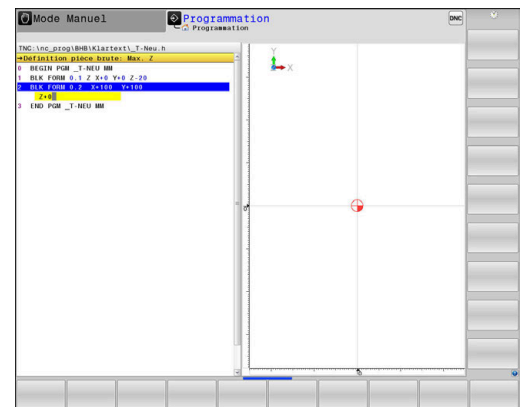 Mode Manuel
Programmation
Programmation
DNC
TNC:\nc_prog\BHB\Klartext\_T-Neu.h
→Définition pièce brute: Max. Z
0 BEGIN PGM _T-NEU MM
1 BLK FORM 0.1 Z X+0 Y+0 Z-20
2 BLK FORM 0.2 X+100 Y+100
Z+0
3 END PGM _T-NEU MM
Y
X
0
0